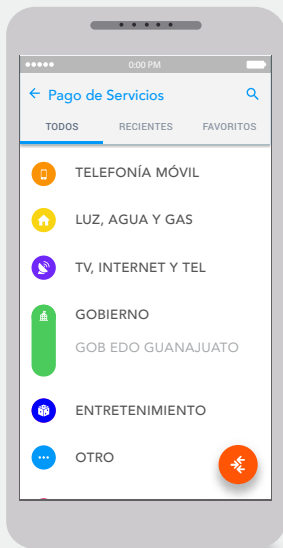 0:00 PM
Pago de Servicios
TODOS RECIENTES FAVORITOS
TELEFONÍA MÓVIL
LUZ, AGUA Y GAS
TV, INTERNET Y TEL
GOBIERNO
GOB EDO GUANAJUATO
ENTRETENIMIENTO
OTRO